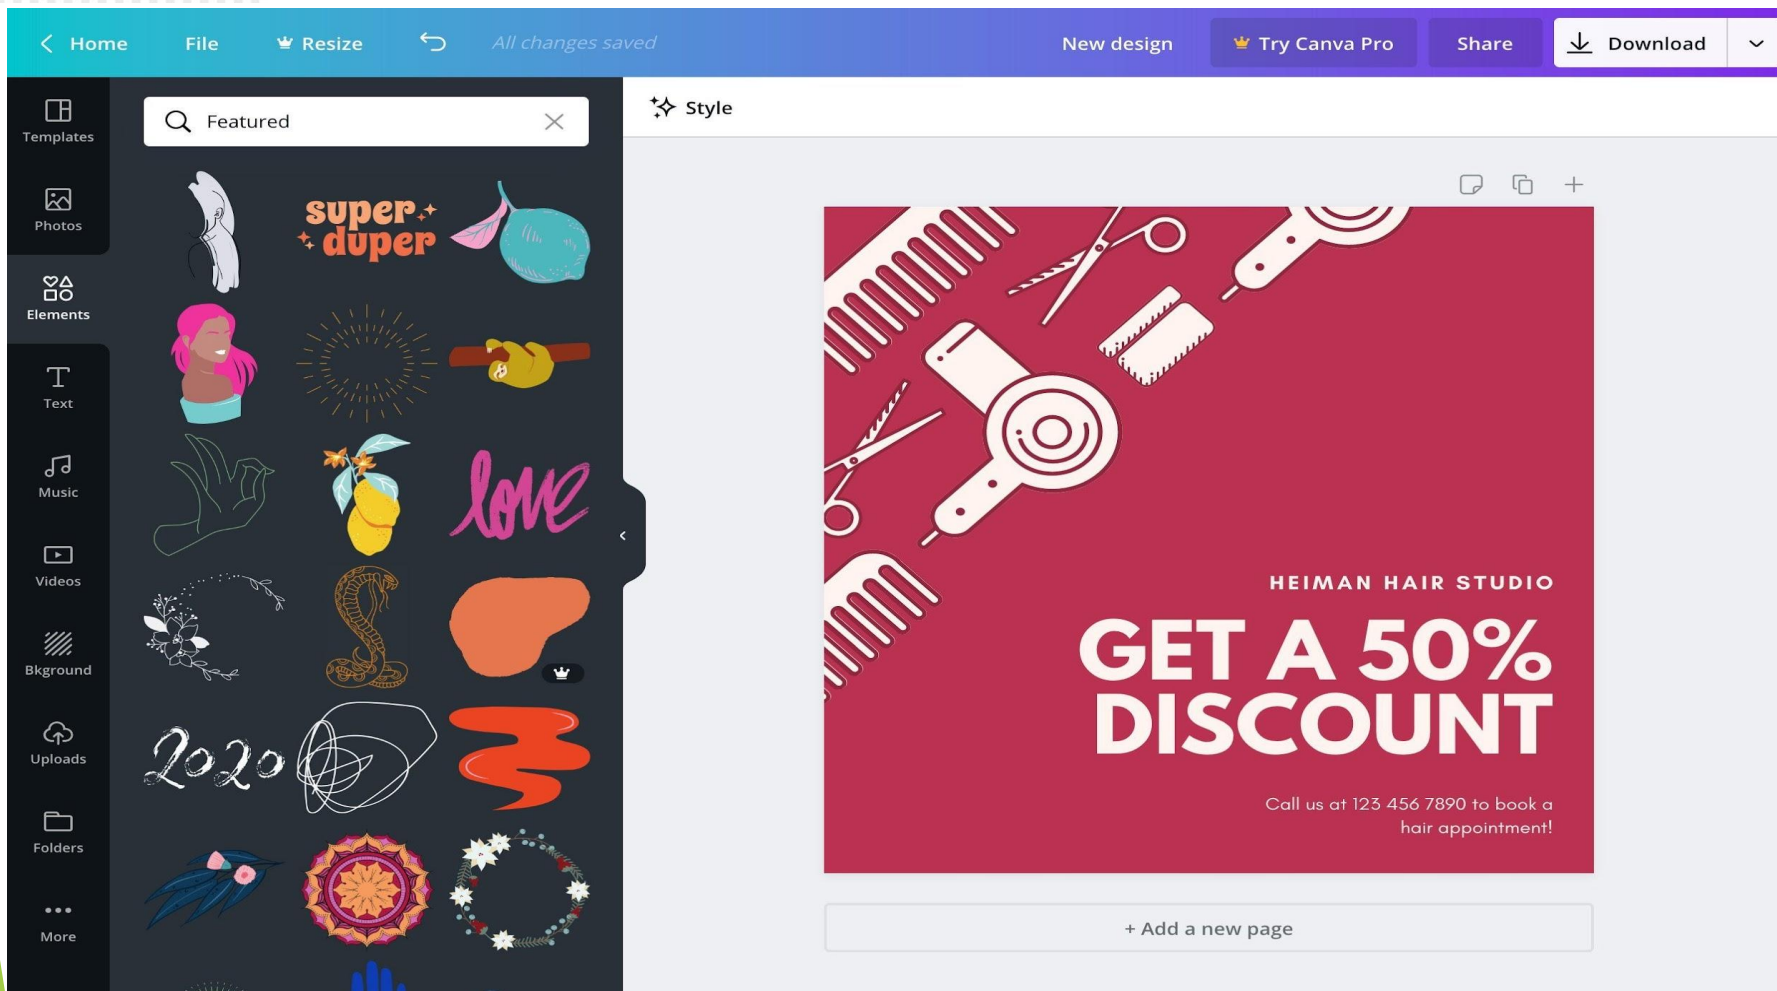 Home File Resize All changes saved New design Try Canva Pro Share Download
Templates
Photos
Elements
Text
Music
Videos
Bkground
Uploads
Folders
More
Featured
super
duper
love
2020
Style
HEIMAN HAIR STUDIO
GET A 50%
DISCOUNT
Call us at 123 456 7890 to book a
hair appointment!
+ Add a new page